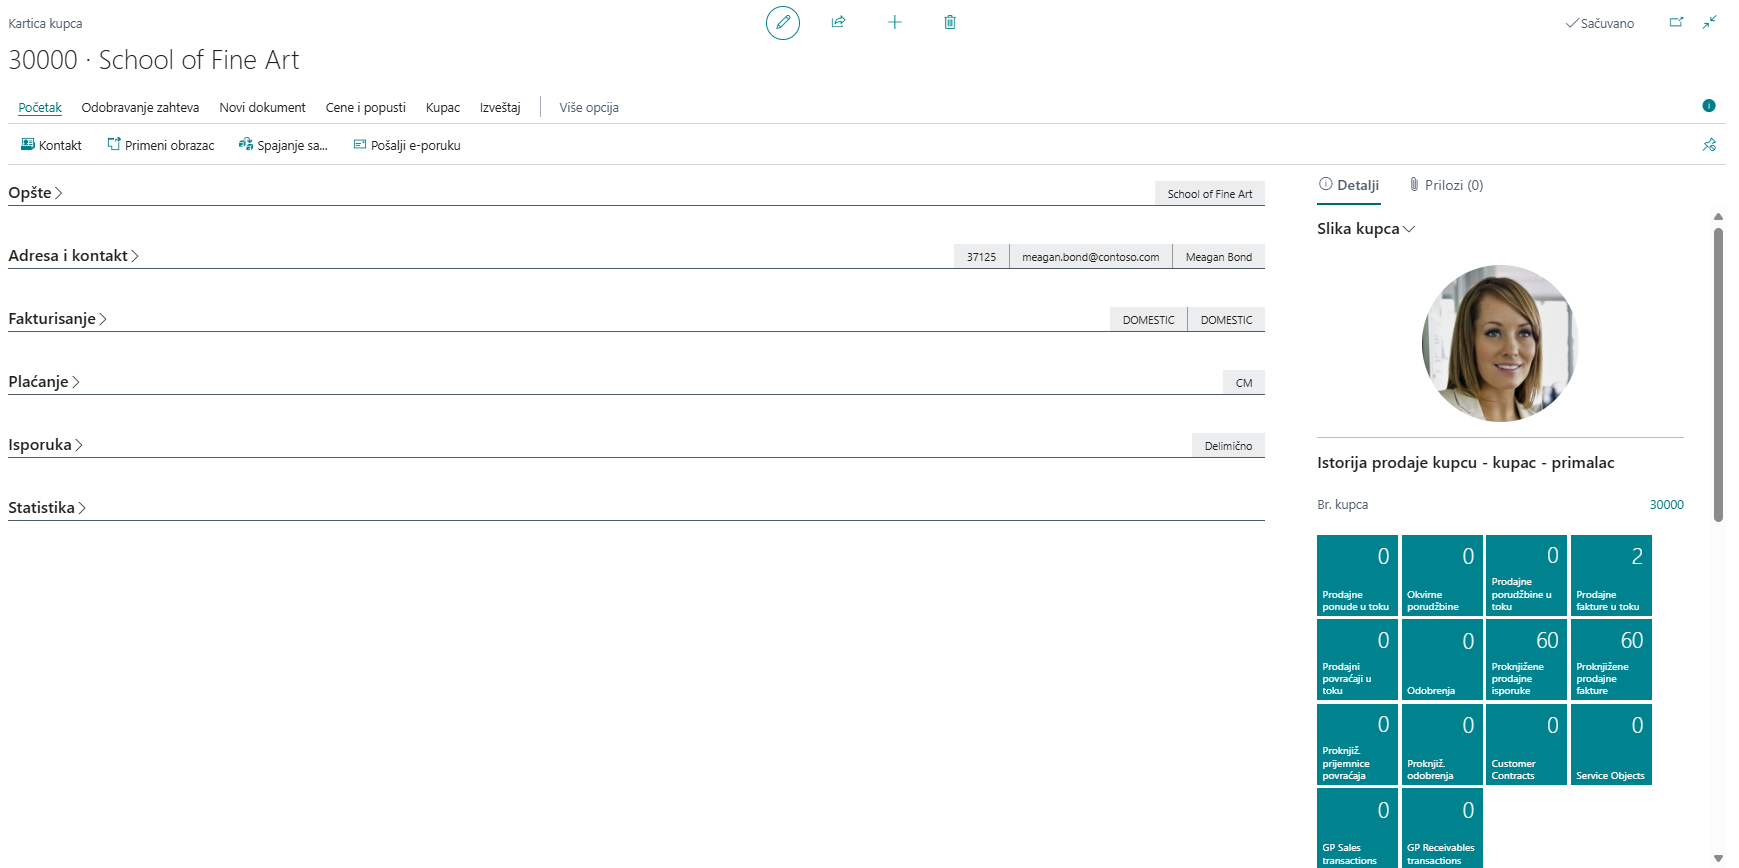 Kartica kupca
Sačuvano
30000 · School of Fine Art
Početak Odobravanje zahteva Novi dokument Cene i popusti Kupac Izveštaj Više opcija
Kontakt Primeni obrazac Spajanje sa... Pošalji e-poruku
Opšte
School of Fine Art
Adresa i kontakt
37125 meagan.bond@contoso.com Meagan Bond
Fakturisanje
DOMESTIC DOMESTIC
Plaćanje
CM
Isporuka
Delimično
Statistika
Detalji Prilozi (0)
Slika kupca
Istorija prodaje kupcu - kupac - primalac
Br. kupca 30000
0
Prodajne
ponude u toku
0
Okvirne
porudžbine
0
Prodajne
porudžbine u
toku
2
Prodajne
fakture u toku
0
Prodajni
povraćaji u
toku
0
Odobrenja
60
Proknjižene
prodajne
isporuke
60
Proknjižene
prodajne
fakture
0
Proknjiž.
prijemnice
povraćaja
0
Proknjiž.
odobrenja
0
Customer
Contracts
0
Service Objects
0
GP Sales
transactions
0
GP Receivables
transactions